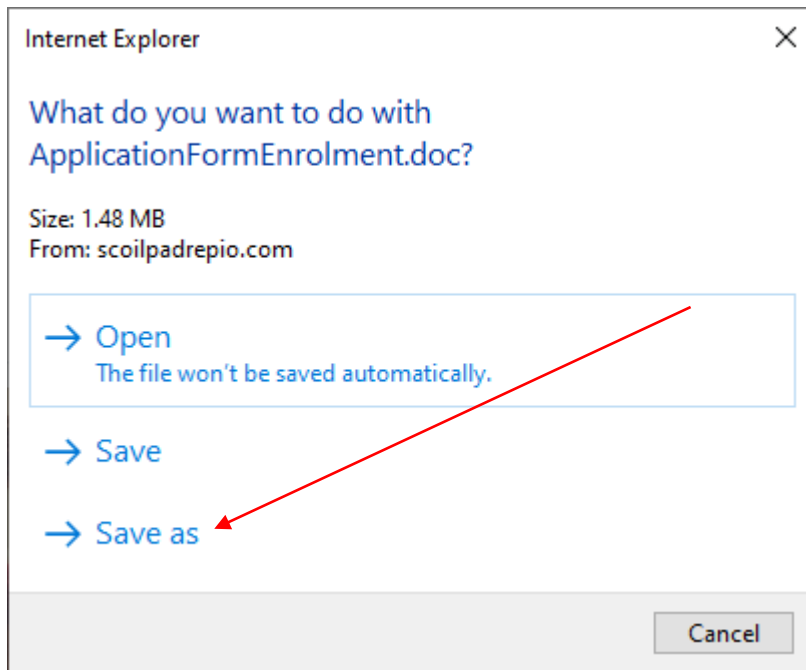 Internet Explorer
What do you want to do with
ApplicationFormEnrolment.doc?
Size: 1.48 MB
From: scoilpadrepio.com
Open
The file won't be saved automatically.
Save
Save as
Cancel